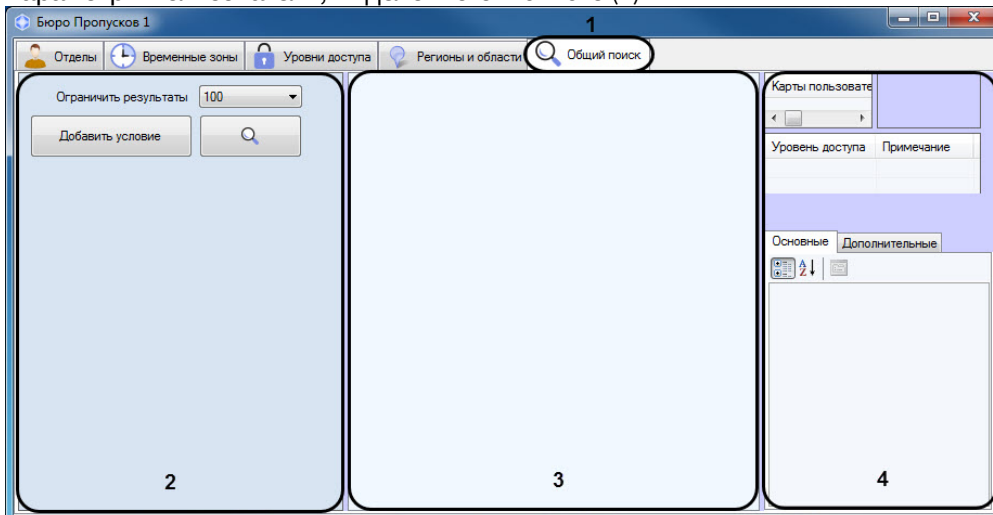 Бюро Пропусков 1
1
Отделы Временные зоны Уровни доступа Регионы и области Общий поиск
Ограничить результаты 100
Добавить условие
Карты пользовате
Уровень доступа Примечание
Основные Дополнительные
2
3
4